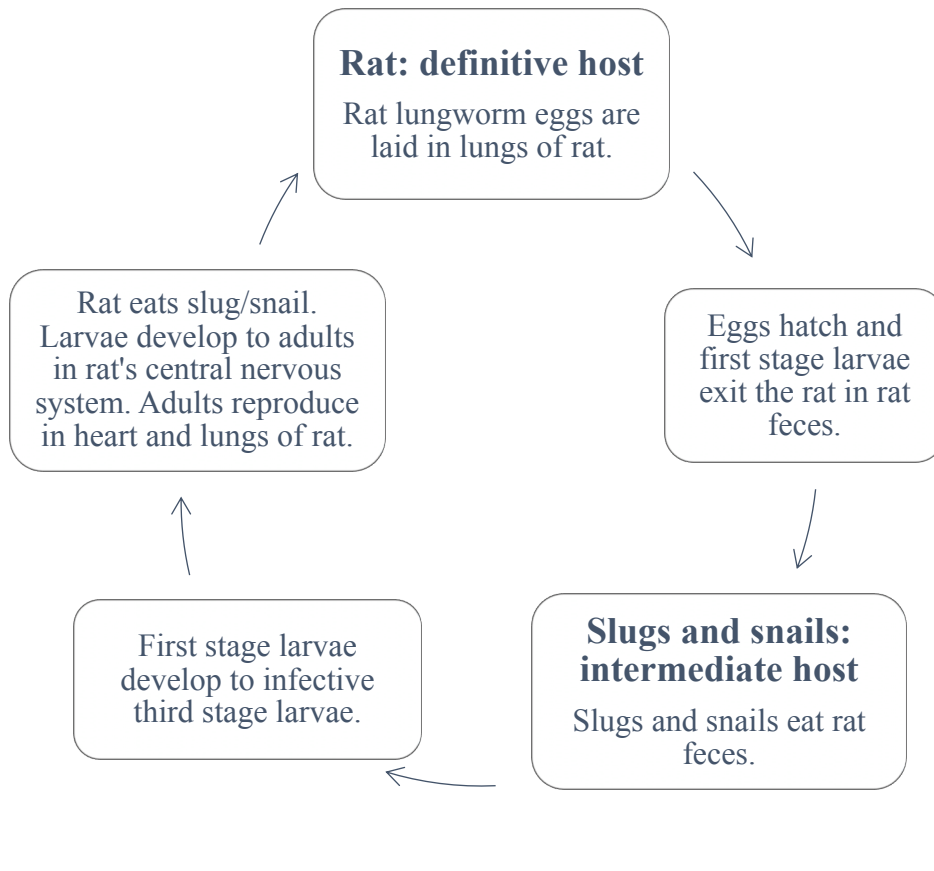 Rat: definitive host
Rat lungworm eggs are
laid in lungs of rat.
Eggs hatch and
first stage larvae
exit the rat in rat
feces.
Slugs and snails:
intermediate host
Slugs and snails eat rat
feces.
First stage larvae
develop to infective
third stage larvae.
Rat eats slug/snail.
Larvae develop to adults
in rat's central nervous
system. Adults reproduce
in heart and lungs of rat.